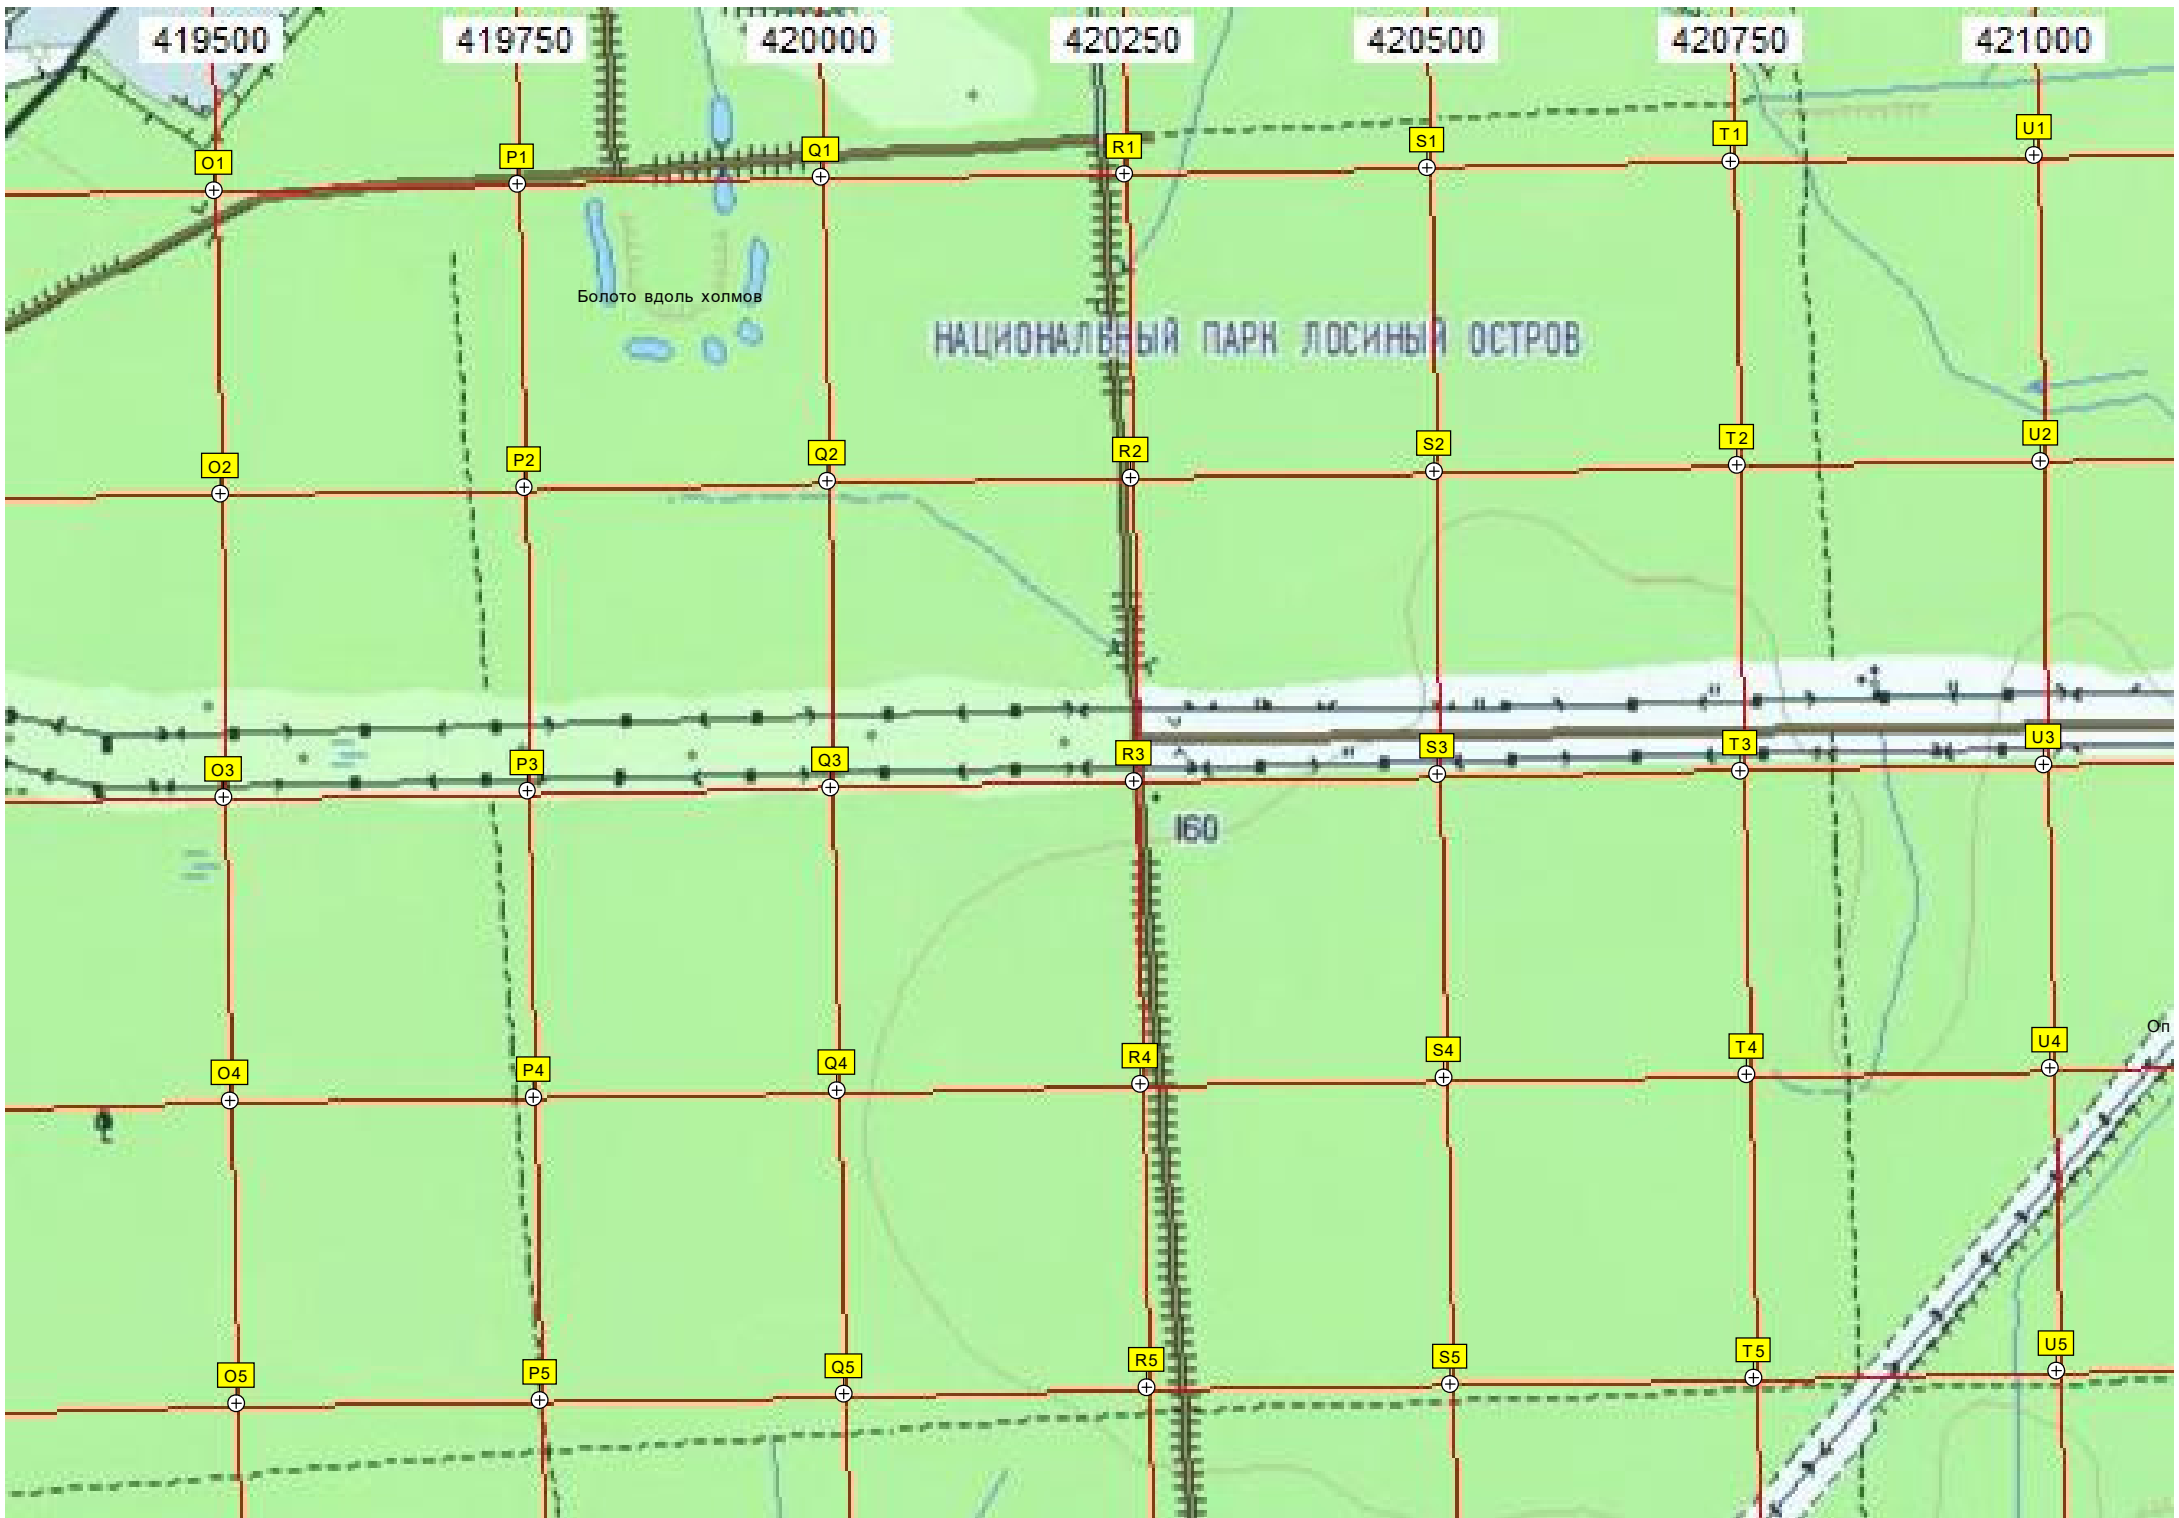 419500 419750 420000 420250 420500 420750 421000
O1 P1 Q1 R1 S1 T1 U1
Болото вдоль холмов
НАЦИОНАЛЬНЫЙ ПАРК ЛОСИНЫЙ ОСТРОВ
O2 P2 Q2 R2 S2 T2 U2
O3 P3 Q3 R3 S3 T3 U3
160
Оп
O4 P4 Q4 R4 S4 T4 U4
O5 P5 Q5 R5 S5 T5 U5